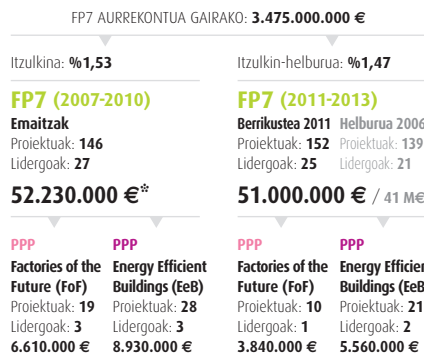 FP7 AURREKONTUA GAIRAKO: 3.475.000.000 €
Itzulkina: %1,53
FP7 (2007-2010)
Emaitzak
Proiektuak: 146
Lidergoak: 27
52.230.000 €*
PPP
Factories of the
Future (FoF)
Proiektuak: 19
Lidergoak: 3
6.610.000 €
PPP
Energy Efficient
Buildings (EeB)
Proiektuak: 28
Lidergoak: 3
8.930.000 €
Itzulkin-helburua: %1,47
FP7 (2011-2013)
Berrikustea 2011 Helburua 2006
Proiektuak: 152 Proiektuak: 139
Lidergoak: 25 Lidergoak: 21
51.000.000 € / 41 M€
PPP
Factories of the
Future (FoF)
Proiektuak: 10
Lidergoak: 1
3.840.000 €
PPP
Energy Efficien
Buildings (EeB
Proiektuak: 21
Lidergoak: 2
5.560.000 €